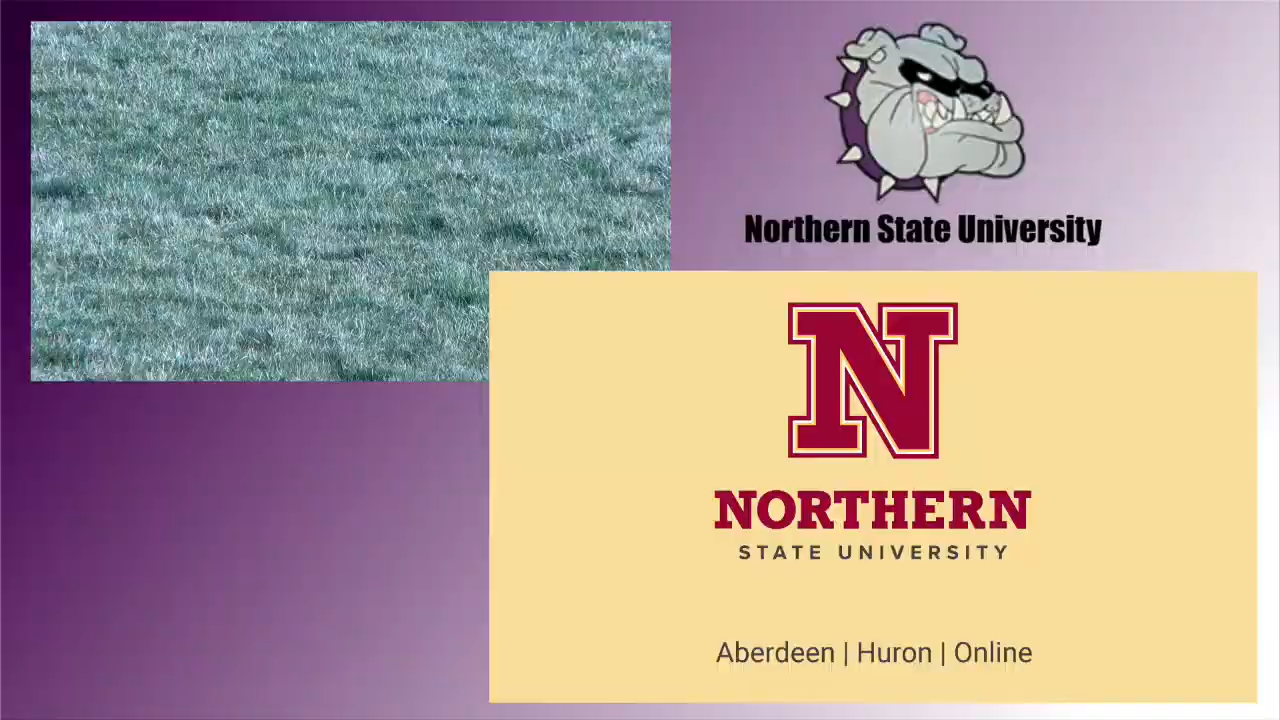 Northern State University
N
NORTHERN
STATE UNIVERSITY
Aberdeen | Huron | Online